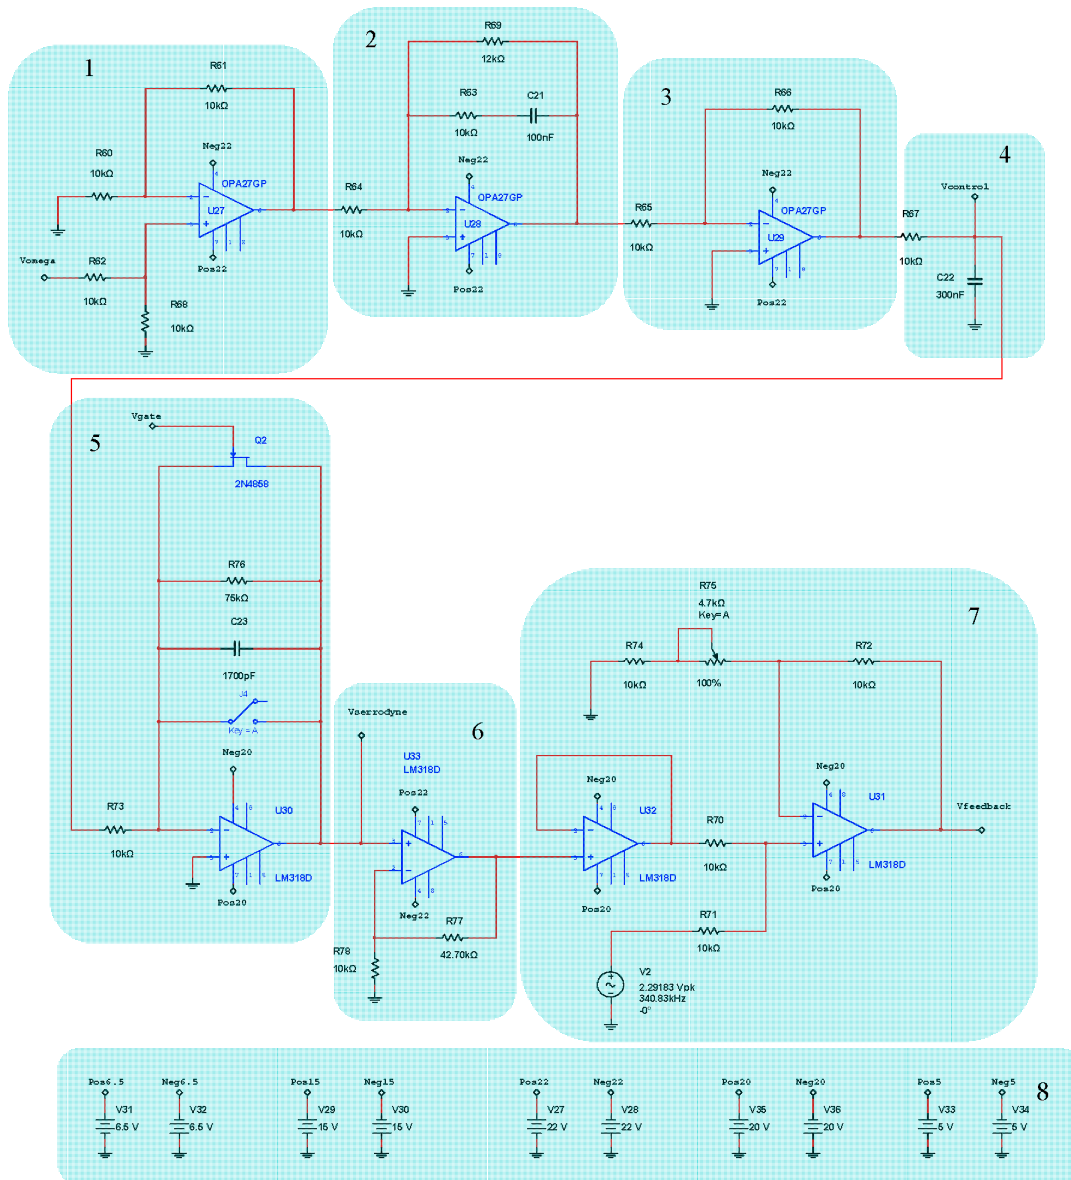 1
R61
10kΩ
Neg22
R60
10kΩ
OPA27GP
U27
Vomega
R62
10kΩ
Pos22
R68
10kΩ
2
R69
12kΩ
R63
10kΩ
C21
100nF
Neg22
R64
10kΩ
OPA27GP
U28
Pos22
3
R66
10kΩ
Neg22
R65
10kΩ
OPA27GP
U29
Pos22
4
Vcontrol
R67
10kΩ
C22
300nF
5
Vgate
Q2
2N4858
R76
75kΩ
C23
1700pF
J4
Key = A
Neg20
R73
10kΩ
U30
LM318D
Pos20
6
Vserrodyne
U33
LM318D
Pos22
Neg22
R77
42.70kΩ
R78
10kΩ
7
R75
4.7kΩ
Key=A
100%
R74
10kΩ
R72
10kΩ
Neg20
U32
LM318D
Pos20
R70
10kΩ
Neg20
U31
LM318D
Pos20
Vfeedback
R71
10kΩ
V2
2.29183 Vpk
340.83kHz
-0°
8
Pos6.5
V31
6.5 V
Neg6.5
V32
6.5 V
Pos15
V29
15 V
Neg15
V30
15 V
Pos22
V27
22 V
Neg22
V28
22 V
Pos20
V35
20 V
Neg20
V36
20 V
Pos5
V33
5 V
Neg5
V34
5 V